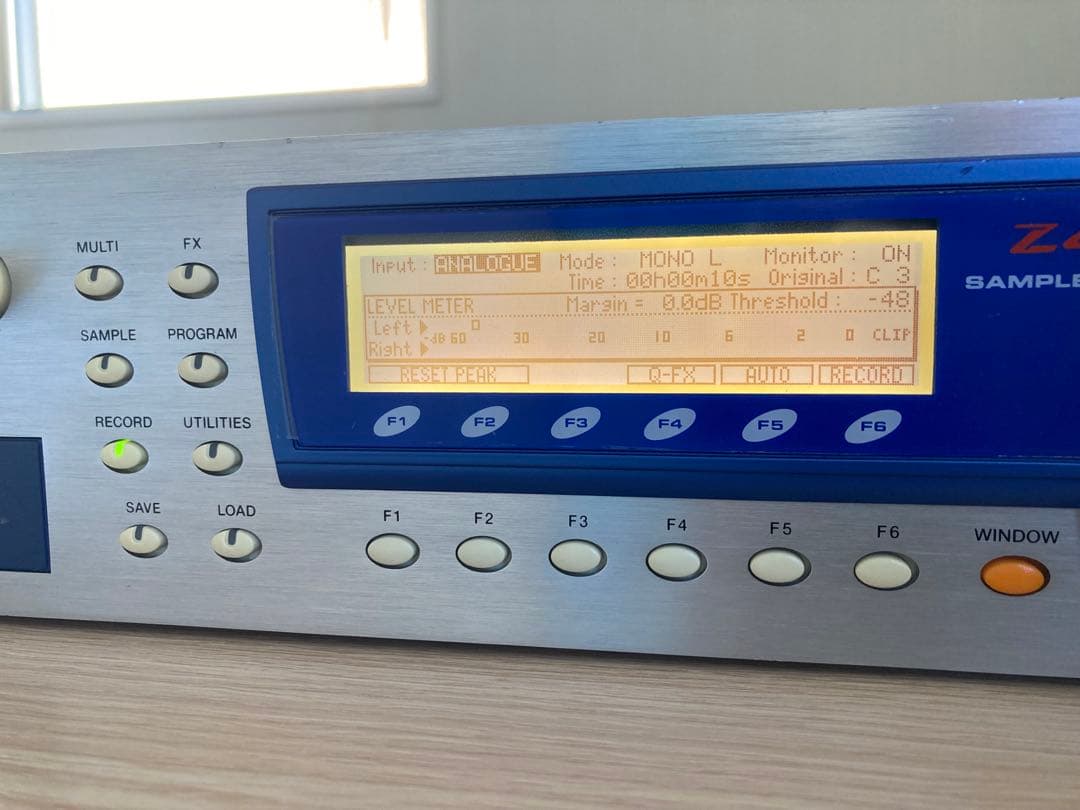 MULTI FX
SAMPLE PROGRAM
RECORD UTILITIES
SAVE LOAD
Input : ANALOGUE Mode : MONO L Monitor : ON
Time : 00h00m10s Original : C 3
LEVEL METER Margin = 0.0dB Threshold : -48
Left
-dB 60 30 20 10 6 2 0 CLIP
Right
RESET PEAK Q-FX AUTO RECORD
F1 F2 F3 F4 F5 F6
F1 F2 F3 F4 F5 F6
WINDOW
Z4
SAMPLE